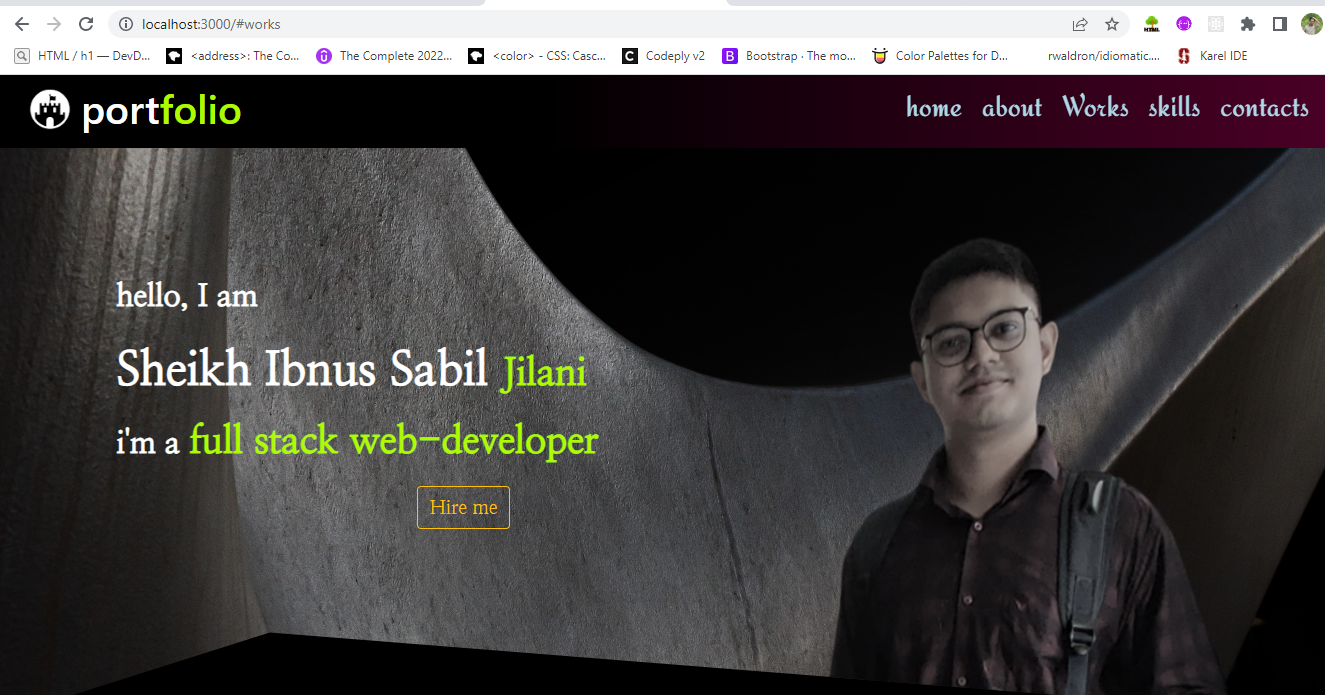 localhost:3000/#works
HTML / h1 — DevD... <address>: The Co... The Complete 2022... <color> - CSS: Casc... Codeply v2 Bootstrap · The mo... Color Palettes for D... rwaldron/idiomatic.... Karel IDE
portfolio home about Works skills contacts
hello, I am
Sheikh Ibnus Sabil Jilani
i'm a full stack web-developer
Hire me